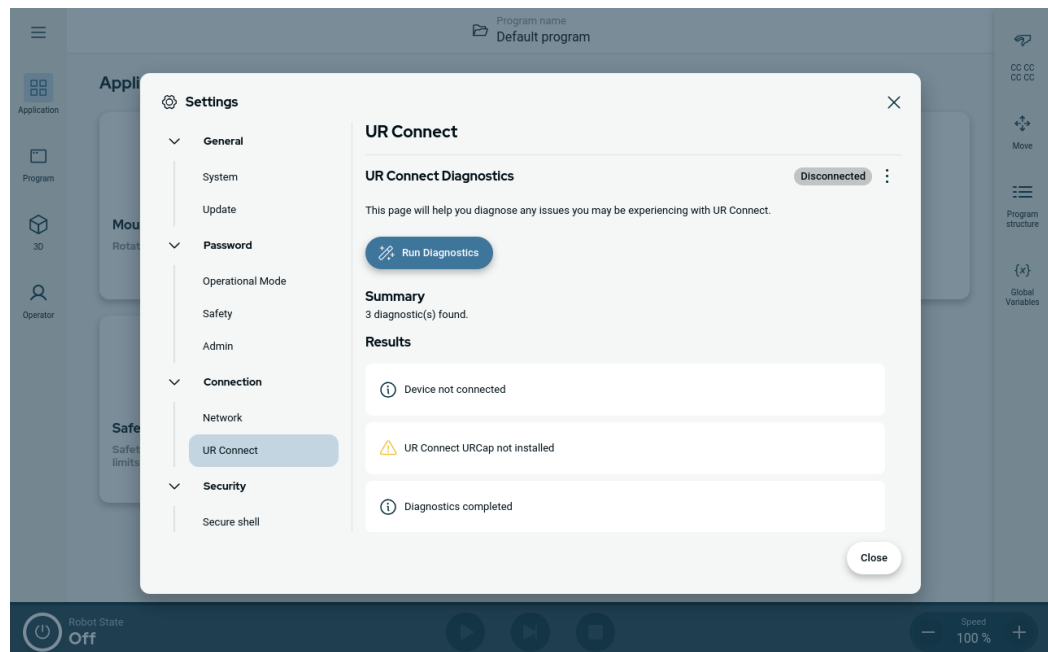 Program name
Default program
Application
Program
3D
Operator
Appli
Mou
Rotat
Safe
Safet
limits
Settings
General
System
Update
Password
Operational Mode
Safety
Admin
Connection
Network
UR Connect
Security
Secure shell
UR Connect
UR Connect Diagnostics
Disconnected
This page will help you diagnose any issues you may be experiencing with UR Connect.
Run Diagnostics
Summary
3 diagnostic(s) found.
Results
Device not connected
UR Connect URCap not installed
Diagnostics completed
Close
CC CC
CC CC
Move
Program
structure
{x}
Global
Variables
Robot State
Off
Speed
100 %